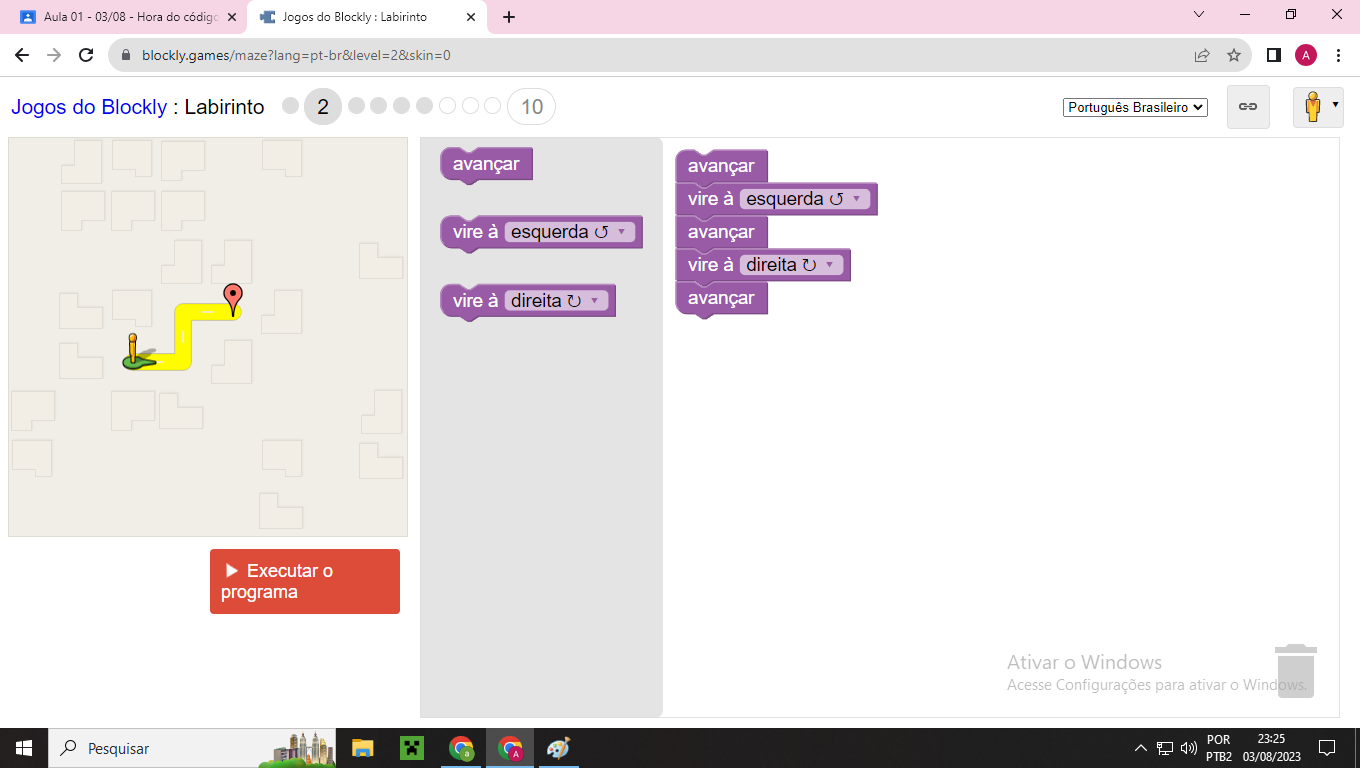 Aula 01 - 03/08 - Hora do código
Jogos do Blockly : Labirinto
blockly.games/maze?lang=pt-br&level=2&skin=0
A
Jogos do Blockly : Labirinto
2
10
Português Brasileiro
avançar
vire à esquerda ↺
vire à direita ↻
avançar
vire à esquerda ↺
avançar
vire à direita ↻
avançar
Executar o
programa
Ativar o Windows
Acesse Configurações para ativar o Windows.
Pesquisar
a
A
POR
PTB2
23:25
03/08/2023